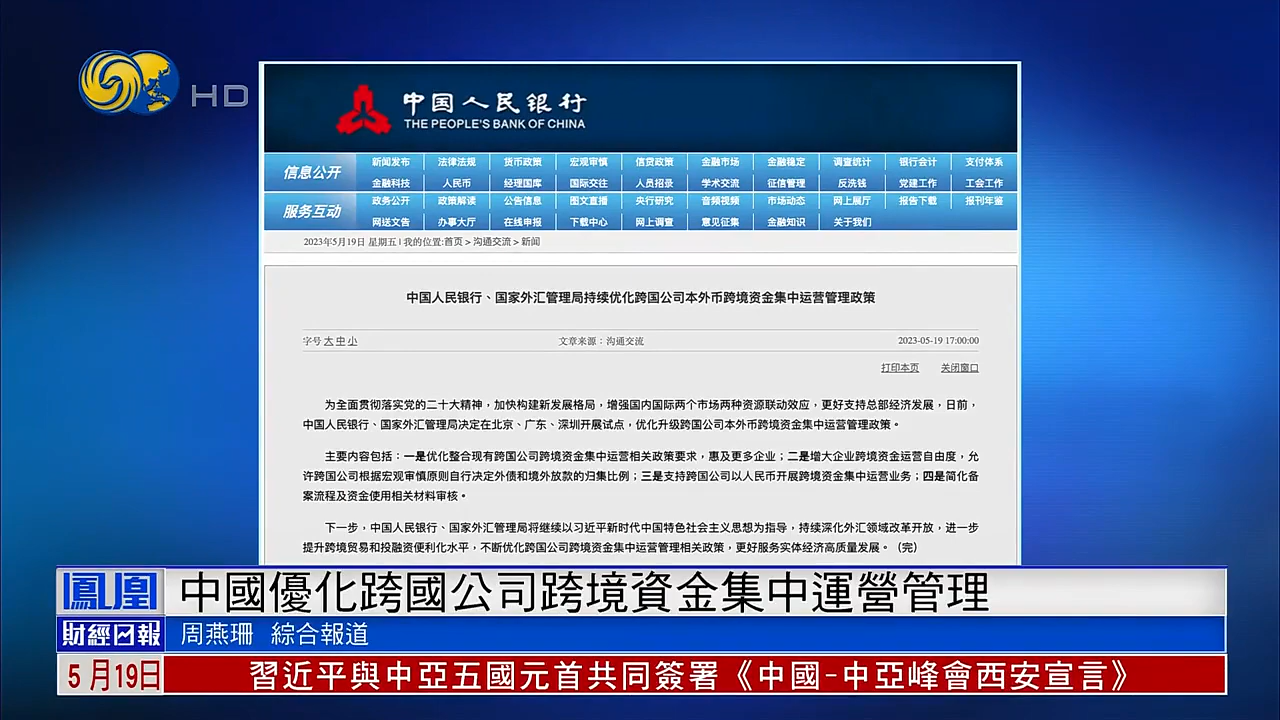 HD
中国人民银行
THE PEOPLE'S BANK OF CHINA
信息公开
新闻发布 法律法规 货币政策 宏观审慎 信贷政策 金融市场 金融稳定 调查统计 银行会计 支付体系
金融科技 人民币 经理国库 国际交往 人员招录 学术交流 征信管理 反洗钱 党建工作 工会工作
服务互动
政务公开 政策解读 公告信息 图文直播 央行研究 音频视频 市场动态 网上展厅 报告下载 报刊年鉴
网送文告 办事大厅 在线申报 下载中心 网上调查 意见征集 金融知识 关于我们
2023年5月19日 星期五 | 我的位置:首页 > 沟通交流 > 新闻
中国人民银行、国家外汇管理局持续优化跨国公司本外币跨境资金集中运营管理政策
字号 大 中 小 文章来源：沟通交流 2023-05-19 17:00:00
打印本页 关闭窗口
为全面贯彻落实党的二十大精神，加快构建新发展格局，增强国内国际两个市场两种资源联动效应，更好支持总部经济发展，日前，
中国人民银行、国家外汇管理局决定在北京、广东、深圳开展试点，优化升级跨国公司本外币跨境资金集中运营管理政策。
主要内容包括：一是优化整合现有跨国公司跨境资金集中运营相关政策要求，惠及更多企业；二是增大企业跨境资金运营自由度，允
许跨国公司根据宏观审慎原则自行决定外债和境外放款的归集比例；三是支持跨国公司以人民币开展跨境资金集中运营业务；四是简化备
案流程及资金使用相关材料审核。
下一步，中国人民银行、国家外汇管理局将继续以习近平新时代中国特色社会主义思想为指导，持续深化外汇领域改革开放，进一步
提升跨境贸易和投融资便利化水平，不断优化跨国公司跨境资金集中运营管理相关政策，更好服务实体经济高质量发展。（完）
鳳凰
中國優化跨國公司跨境資金集中運營管理
財經日報
周燕珊 綜合報道
5月19日
習近平與中亞五國元首共同簽署《中國-中亞峰會西安宣言》